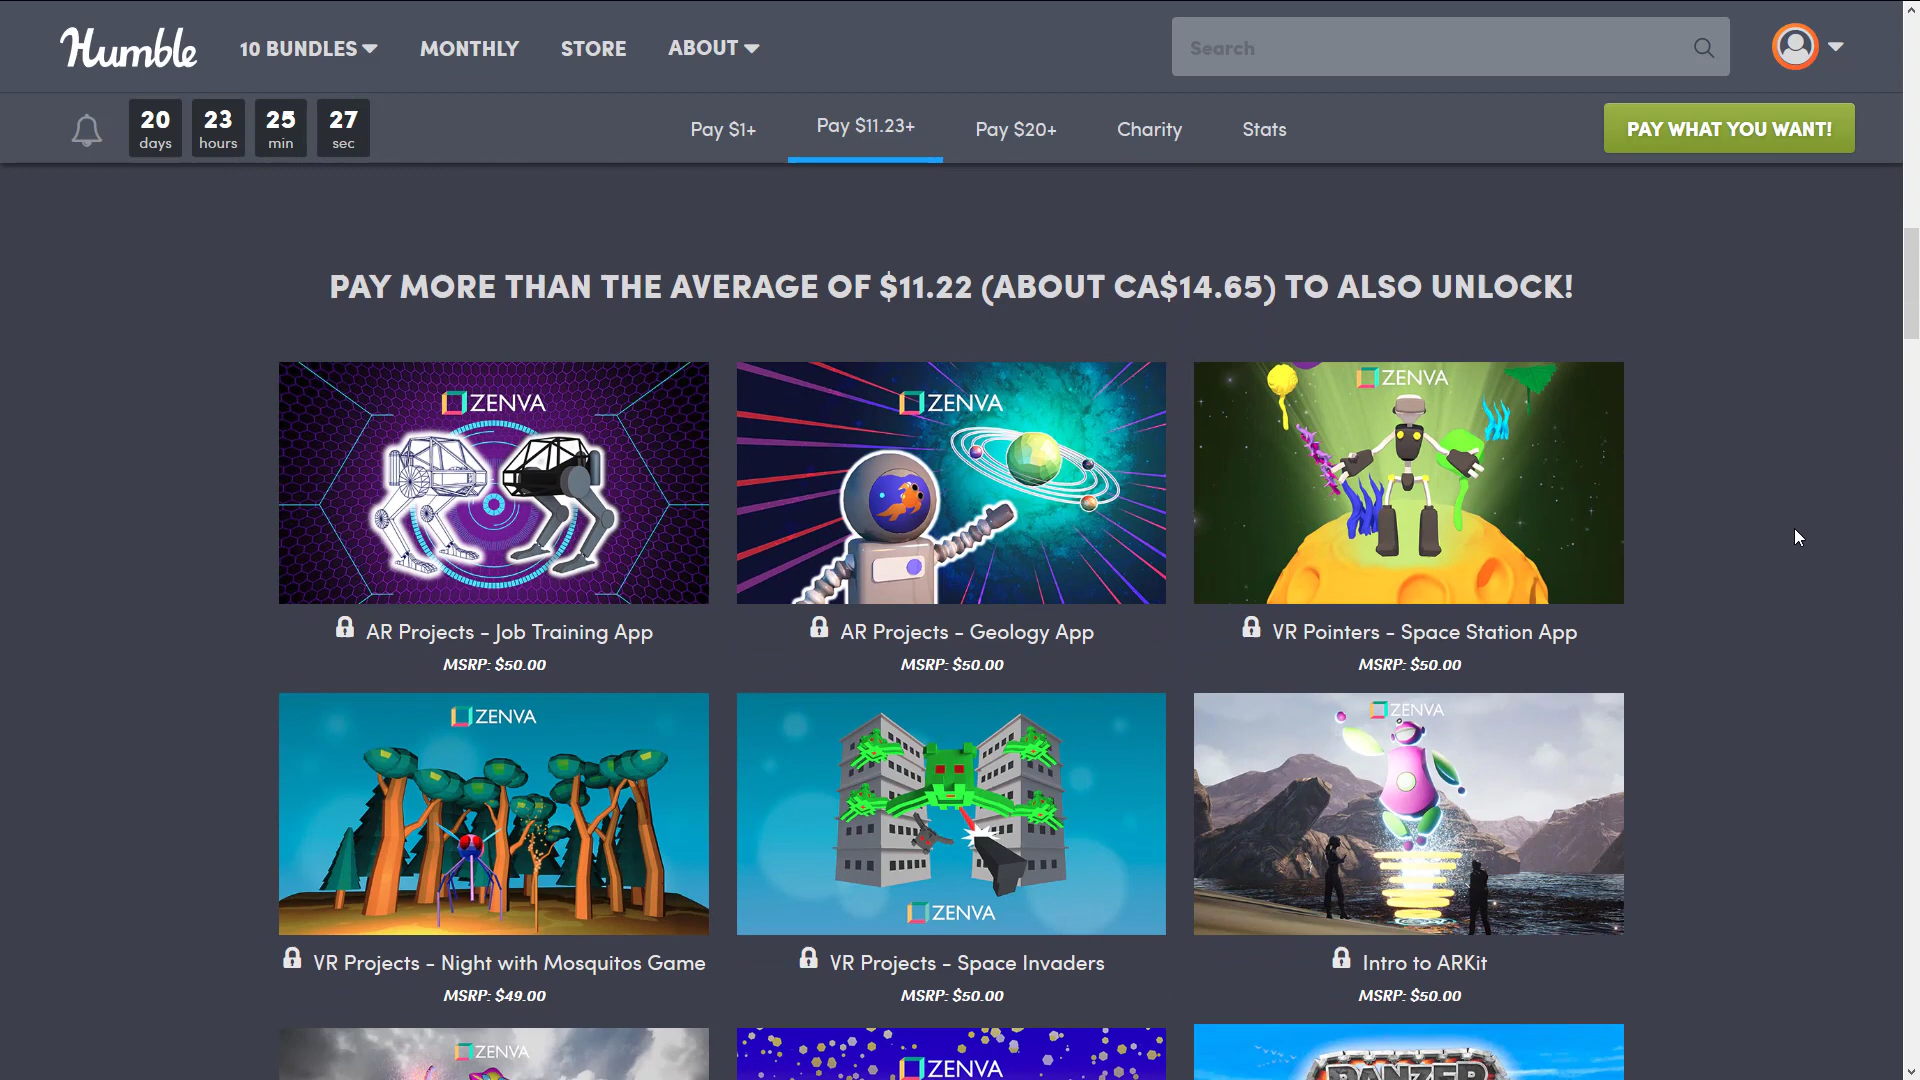 Humble
10 BUNDLES
MONTHLY
STORE
ABOUT
Search
20 days
23 hours
25 min
27 sec
Pay $1+
Pay $11.23+
Pay $20+
Charity
Stats
PAY WHAT YOU WANT!
PAY MORE THAN THE AVERAGE OF $11.22 (ABOUT CA$14.65) TO ALSO UNLOCK!
ZENVA
ZENVA
ZENVA
AR Projects - Job Training App
MSRP: $50.00
AR Projects - Geology App
MSRP: $50.00
VR Pointers - Space Station App
MSRP: $50.00
ZENVA
ZENVA
ZENVA
VR Projects - Night with Mosquitos Game
MSRP: $49.00
VR Projects - Space Invaders
MSRP: $50.00
Intro to ARKit
MSRP: $50.00
ZENVA
ZENVA
PANZER